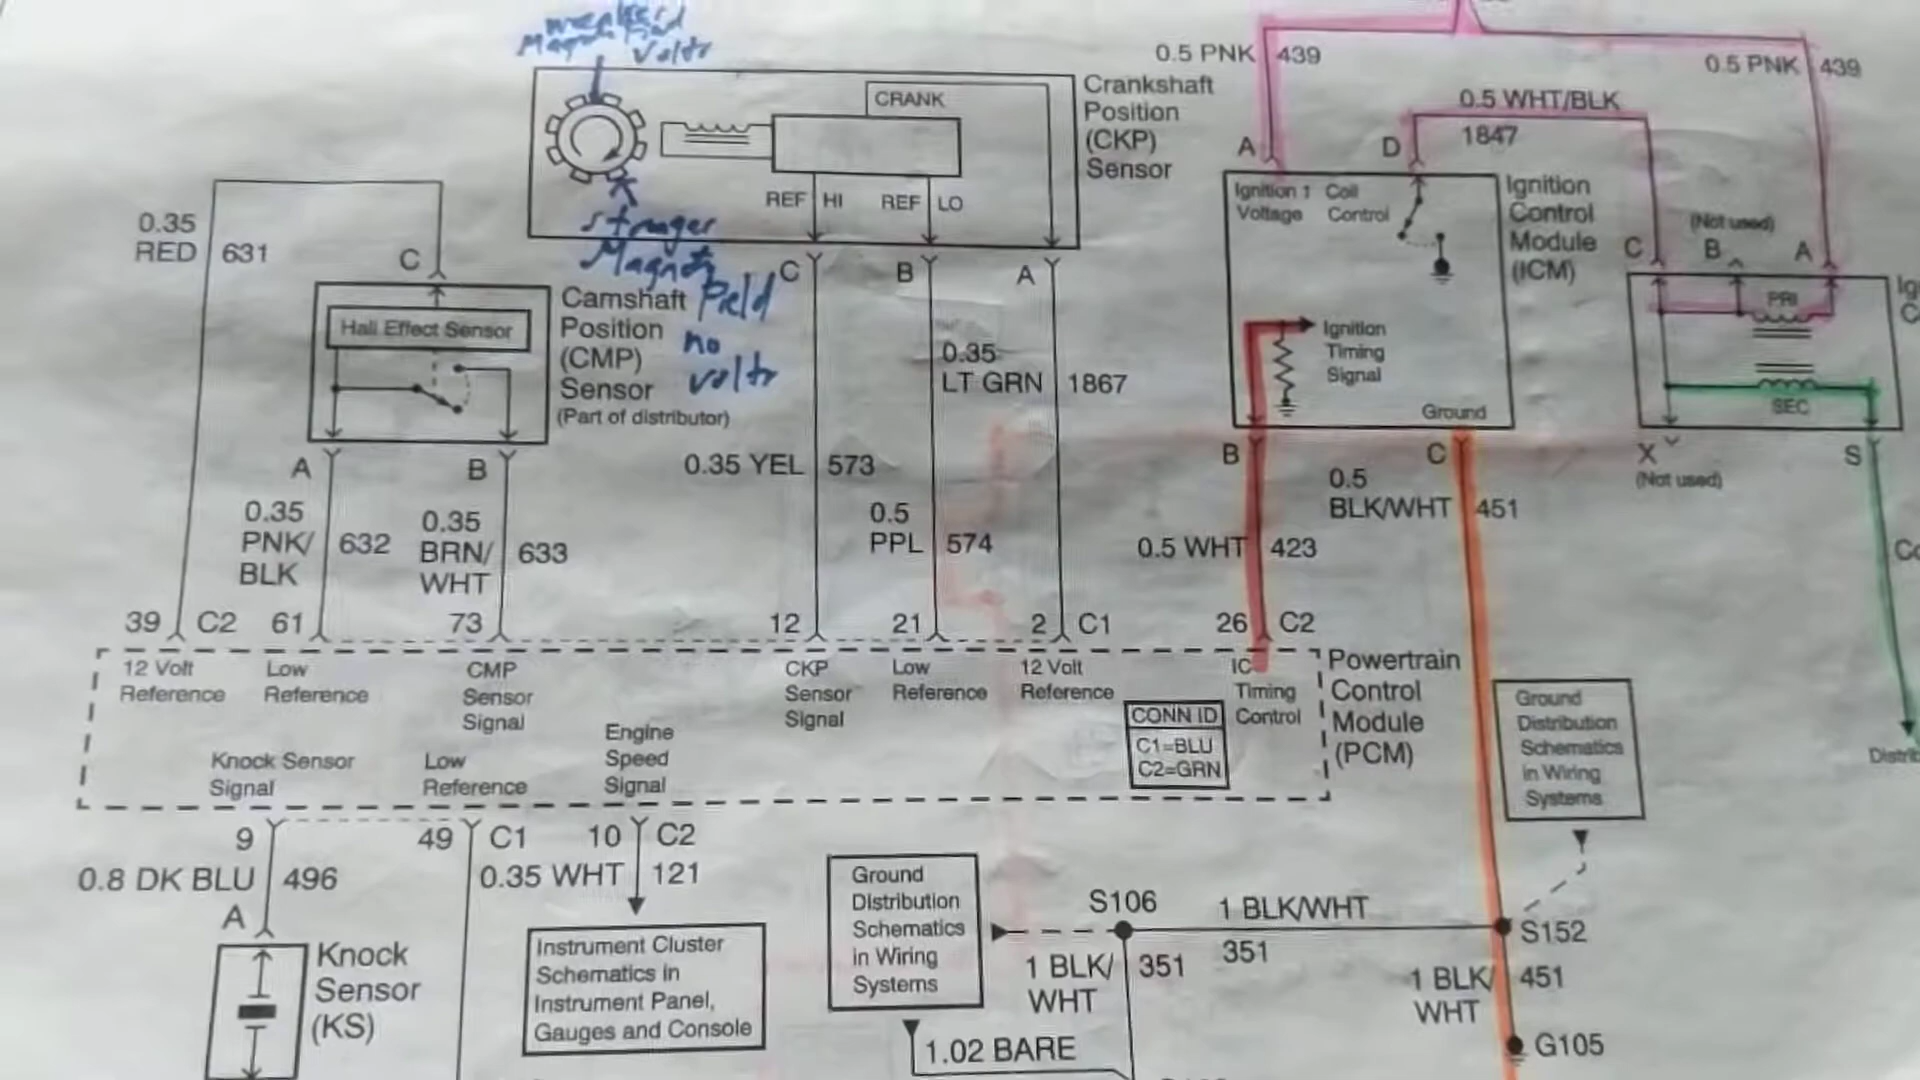 weaker
Magnetic Field
Volts
0.5 PNK 439
0.5 PNK 439
CRANK
Crankshaft
Position
(CKP)
Sensor
REF HI
REF LO
0.5 WHT/BLK
1847
A
D
Ignition 1
Voltage
Coil
Control
Ignition
Control
Module
(ICM)
(Not used)
C
B
A
PRI
SEC
0.35
RED 631
C
stronger
Magnetic
Field
no
volts
Hall Effect Sensor
Camshaft
Position
(CMP)
Sensor
(Part of distributor)
C
B
A
0.35
LT GRN 1867
Ignition
Timing
Signal
Ground
A
B
0.35 YEL 573
B
C
X
(Not used)
S
0.35
PNK/
BLK
632
0.35
BRN/
WHT
633
0.5
PPL 574
0.5 WHT 423
0.5
BLK/WHT 451
39 C2 61
73
12
21
2 C1
26 C2
12 Volt
Reference
Low
Reference
CMP
Sensor
Signal
CKP
Sensor
Signal
Low
Reference
12 Volt
Reference
IC
Timing
Control
Powertrain
Control
Module
(PCM)
CONN ID
C1=BLU
C2=GRN
Knock Sensor
Signal
Low
Reference
Engine
Speed
Signal
Ground
Distribution
Schematics
in Wiring
Systems
9
49 C1
10 C2
0.8 DK BLU 496
0.35 WHT 121
A
Knock
Sensor
(KS)
Instrument Cluster
Schematics in
Instrument Panel,
Gauges and Console
Ground
Distribution
Schematics
in Wiring
Systems
S106
1 BLK/WHT
351
S152
1 BLK/
WHT
351
1 BLK/
WHT
451
1.02 BARE
G105